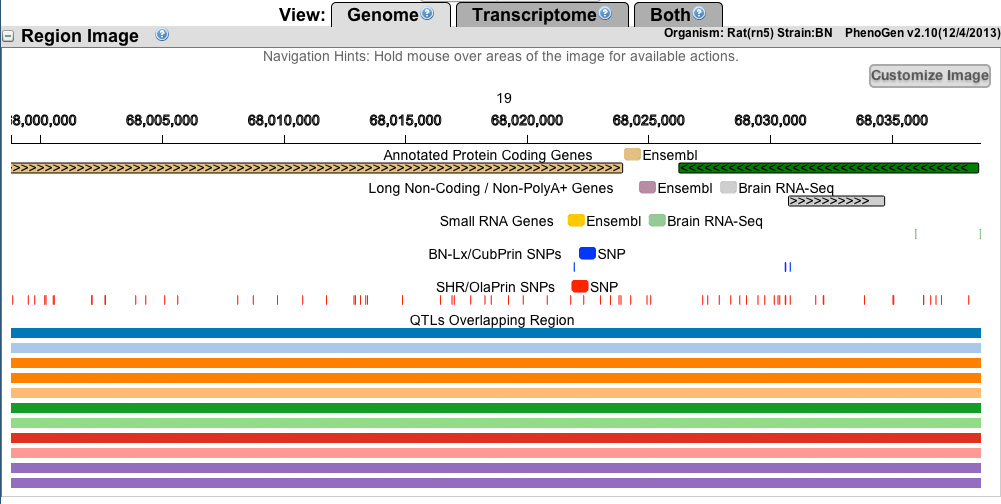 View: Genome ? Transcriptome ? Both ?
Region Image ? Organism: Rat(rn5) Strain:BN PhenoGen v2.10(12/4/2013)
Navigation Hints: Hold mouse over areas of the image for available actions.
Customize Image
19
8,000,000 68,005,000 68,010,000 68,015,000 68,020,000 68,025,000 68,030,000 68,035,000
Annotated Protein Coding Genes Ensembl
Long Non-Coding / Non-PolyA+ Genes Ensembl Brain RNA-Seq
Small RNA Genes Ensembl Brain RNA-Seq
BN-Lx/CubPrin SNPs SNP
SHR/OlaPrin SNPs SNP
QTLs Overlapping Region